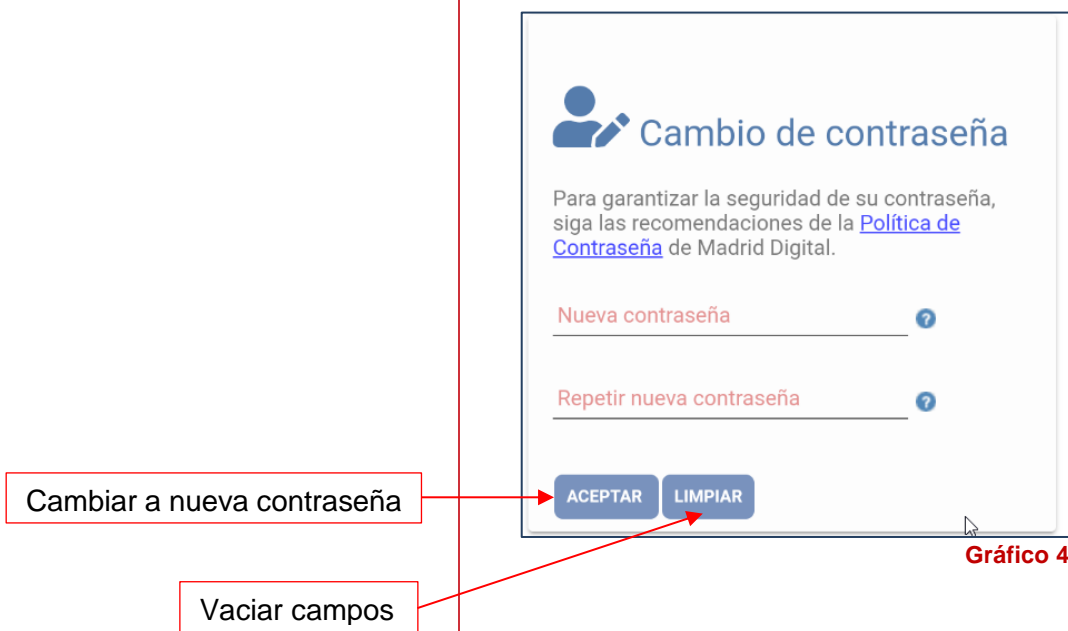 Cambio de contraseña
Para garantizar la seguridad de su contraseña,
siga las recomendaciones de la Política de
Contraseña de Madrid Digital.
Nueva contraseña
?
Repetir nueva contraseña
?
Cambiar a nueva contraseña
ACEPTAR
LIMPIAR
Gráfico 4
Vaciar campos